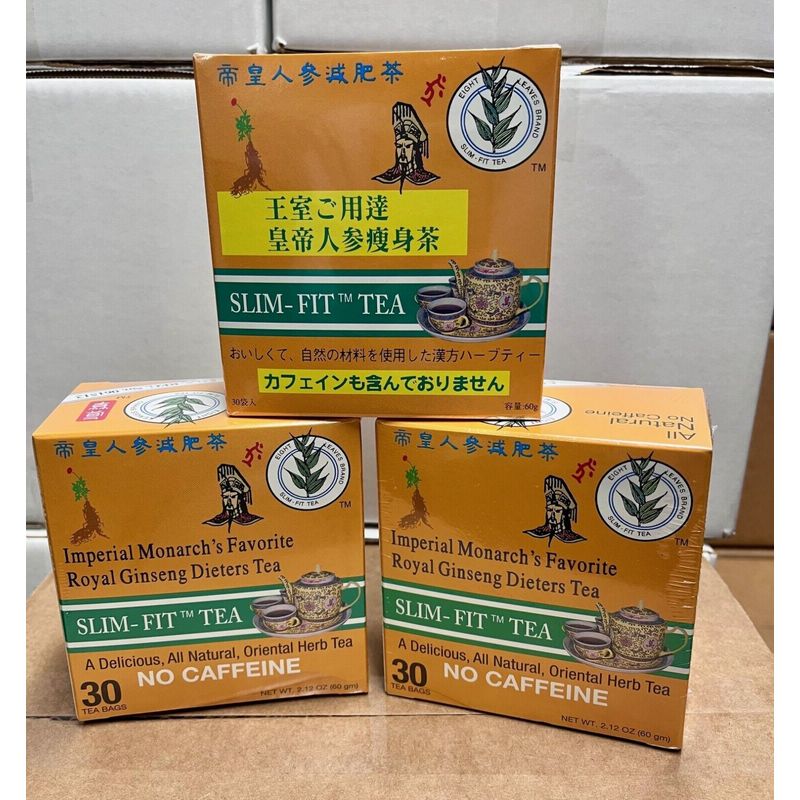 帝皇人参減肥茶
EIGHT LEAVES BRAND
SLIM-FIT TEA
TM
王室ご用達
皇帝人参痩身茶
SLIM-FIT™ TEA
おいしくて、自然の材料を使用した漢方ハーブティー
カフェインも含んでおりません
30袋入
容量:60g
帝皇人參減肥茶
EIGHT LEAVES BRAND
SLIM-FIT TEA
TM
Imperial Monarch's Favorite
Royal Ginseng Dieters Tea
SLIM-FIT™ TEA
A Delicious, All Natural, Oriental Herb Tea
30
TEA BAGS
NO CAFFEINE
NET WT. 2.12 OZ (60 gm)
All
Natural
No Caffeine
帝皇人參減肥茶
EIGHT LEAVES BRAND
SLIM-FIT TEA
TM
Imperial Monarch's Favorite
Royal Ginseng Dieters Tea
SLIM-FIT™ TEA
A Delicious, All Natural, Oriental Herb Tea
30
TEA BAGS
NO CAFFEINE
NET WT. 2.12 OZ (60 gm)